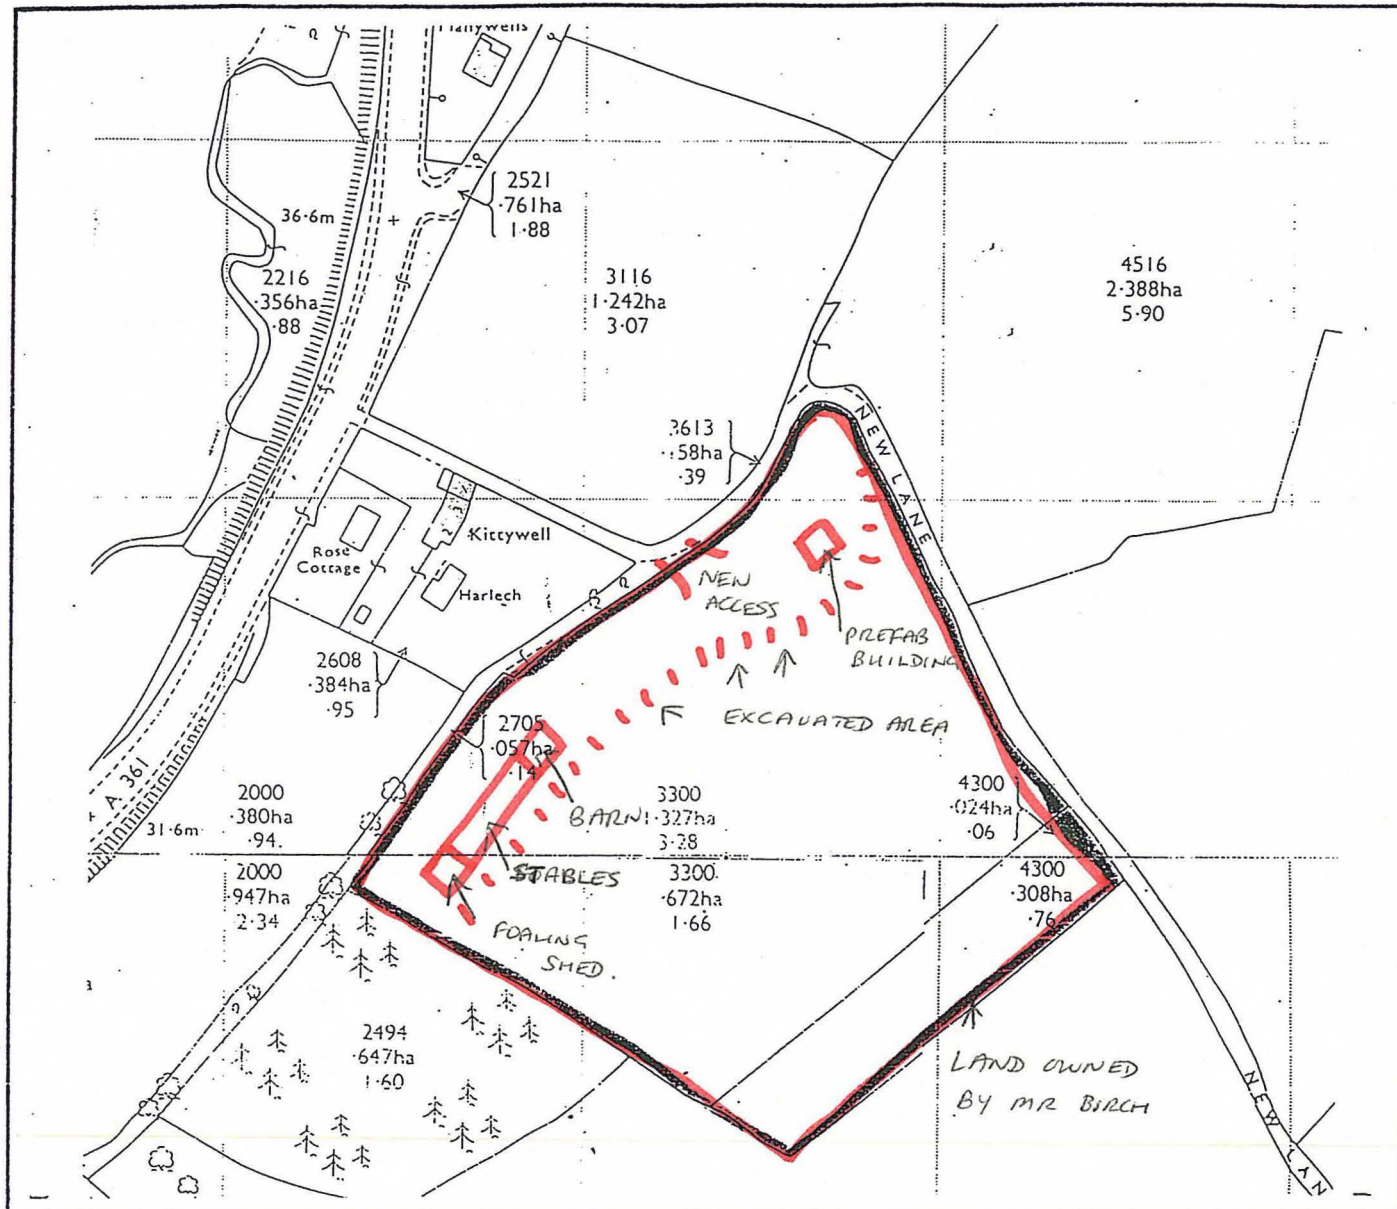 2521
·761ha
1·88
36·6m
2216
·356ha
·88
3116
1·242ha
3·07
4516
2·388ha
5·90
3613
·39
NEW LANE
Rose
Cottage
Kittywell
Harlech
NEW
ACCESS
PREFAB
BUILDING
2608
·384ha
·95
EXCAVATED AREA
2705
·057ha
·14
A. 361
31·6m
2000
·380ha
·94
BARN
3300
1·327ha
3·28
4300
·024ha
·06
2000
·947ha
2·34
STABLES
3300
·672ha
1·66
4300
·308ha
·76
FOALING
SHED.
2494
·647ha
1·60
LAND OWNED
BY MR BIRCH
NEW